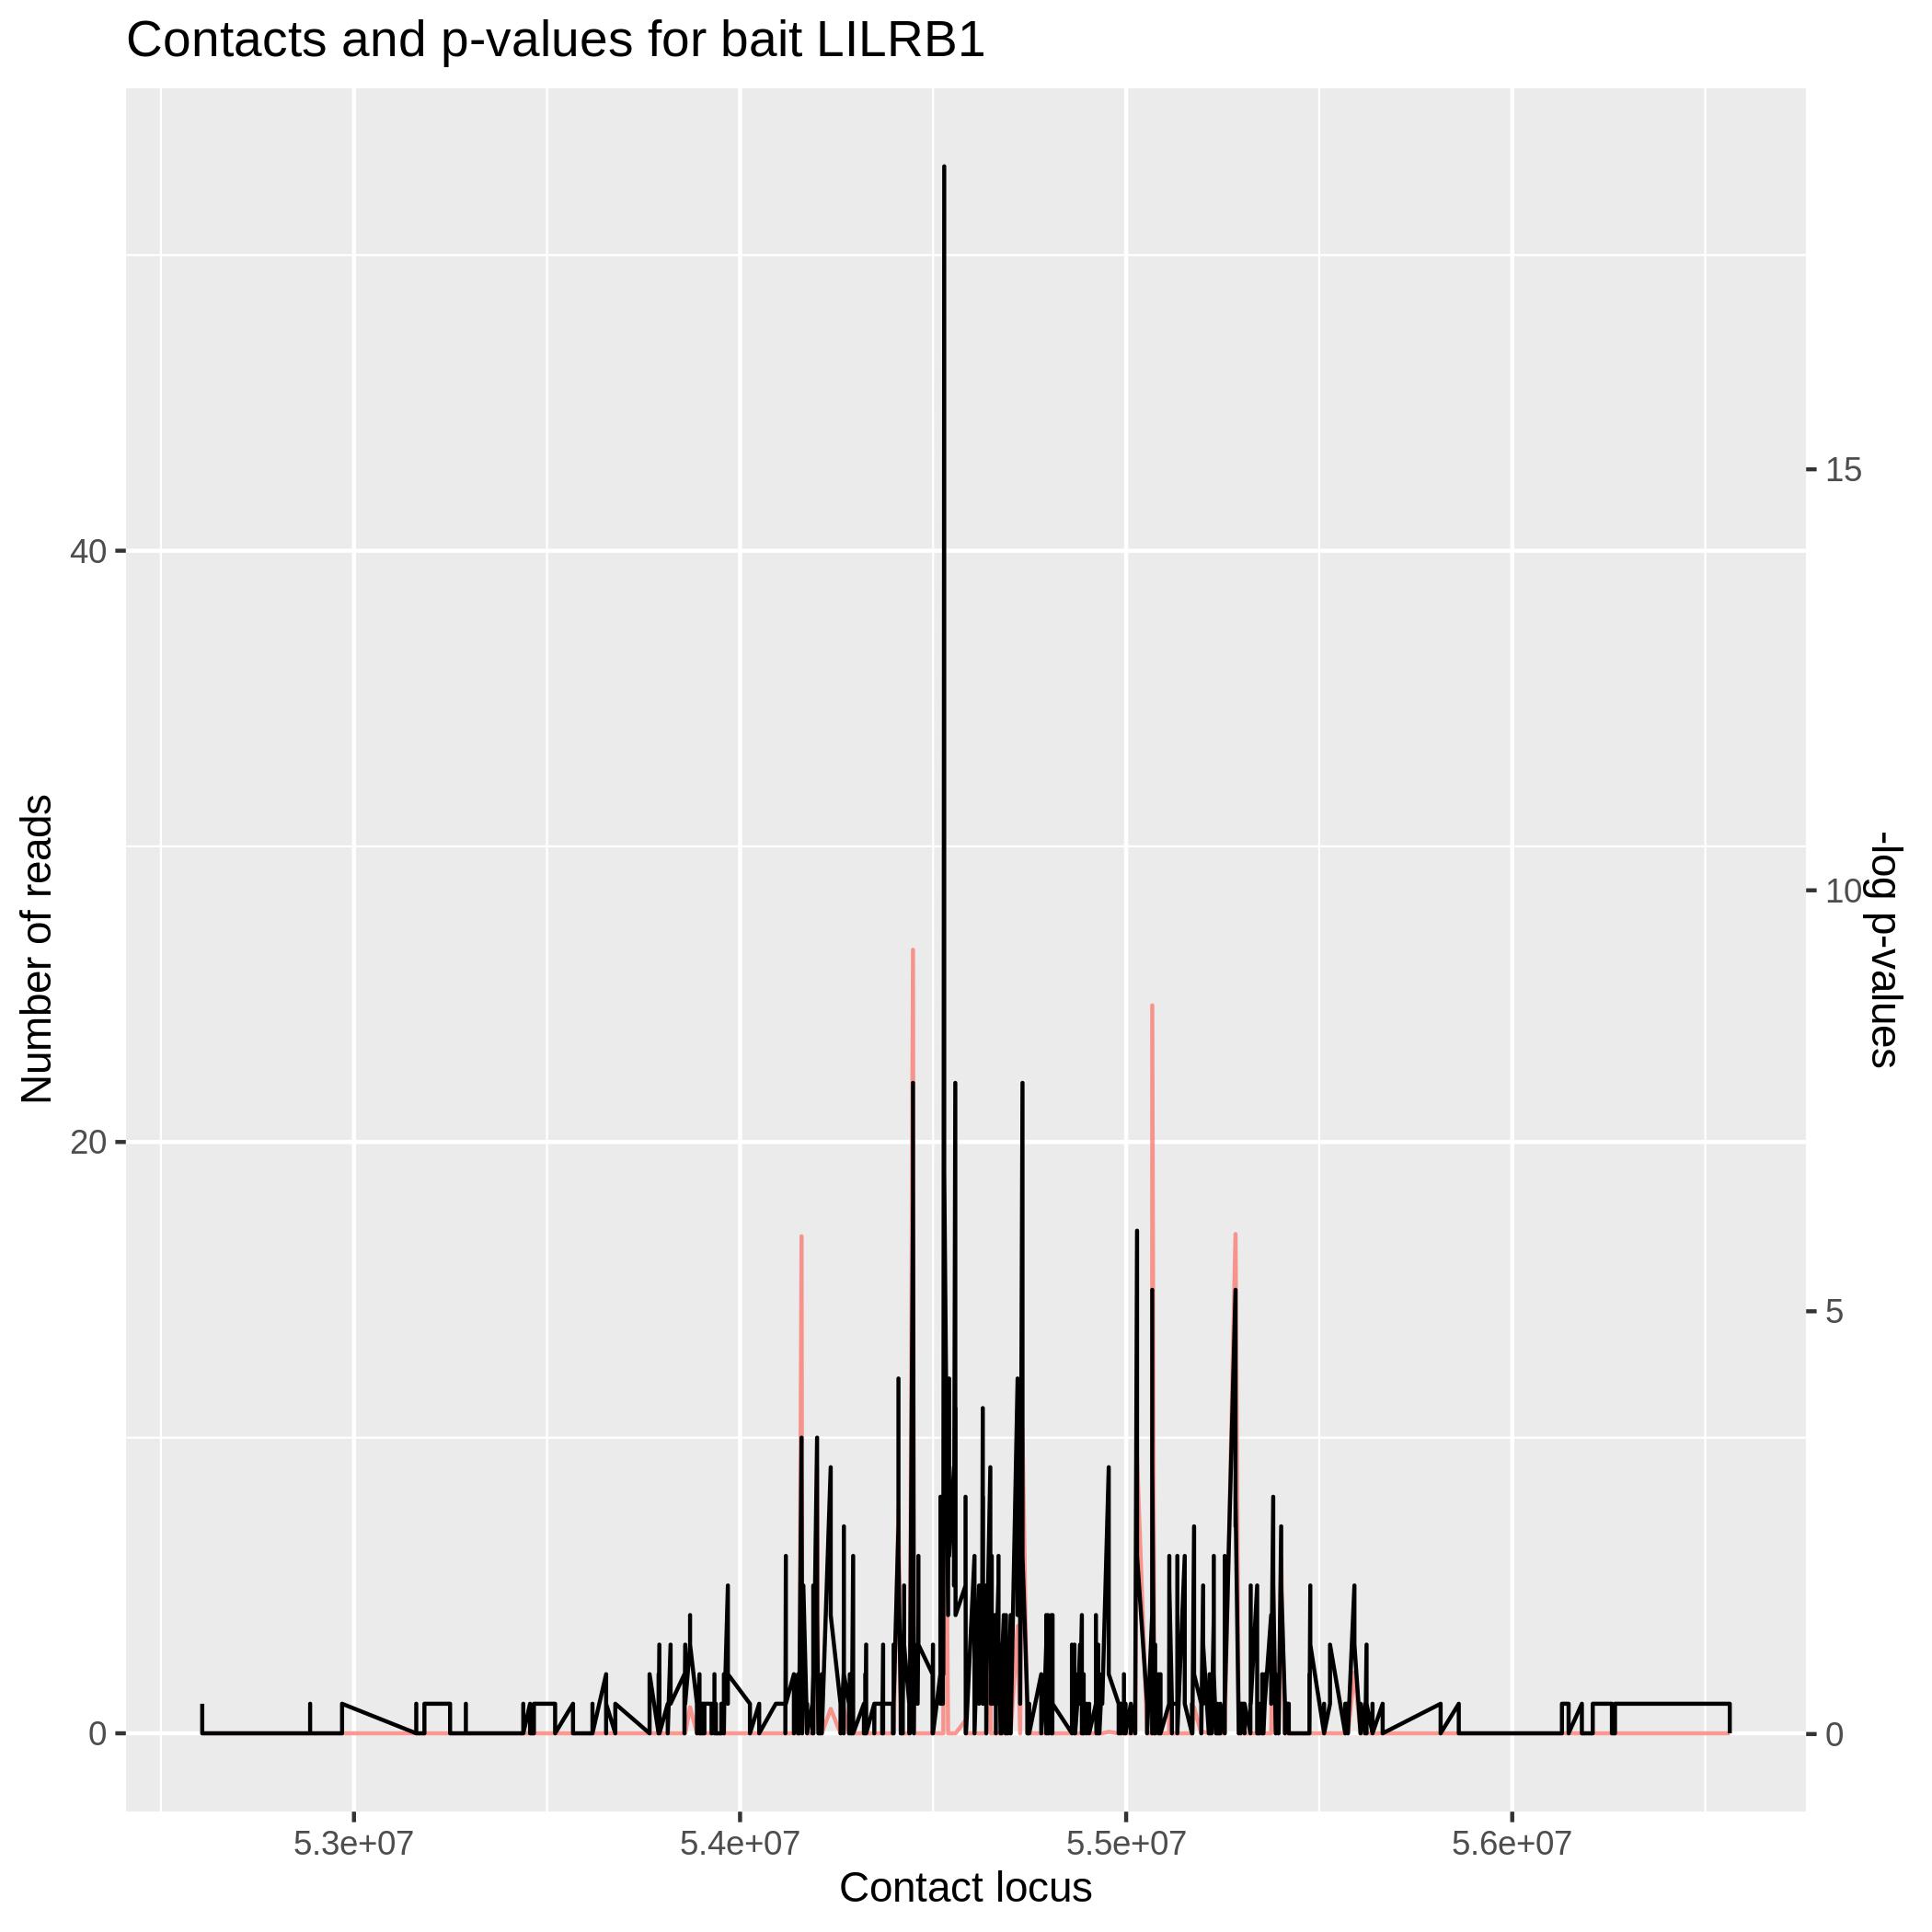 Contacts and p-values for bait LILRB1
40
20
0
Number of reads
15
10
5
0
-log p-values
5.3e+07
5.4e+07
5.5e+07
5.6e+07
Contact locus